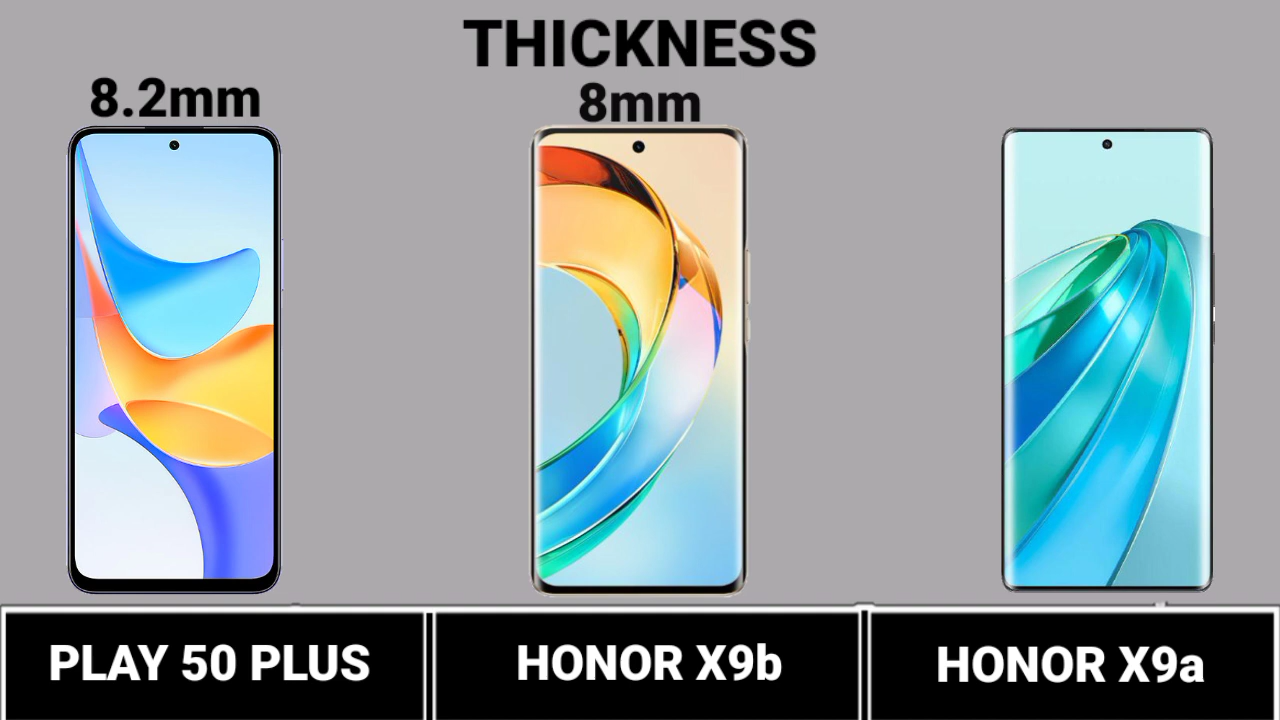 THICKNESS
8.2mm
8mm
PLAY 50 PLUS
HONOR X9b
HONOR X9a